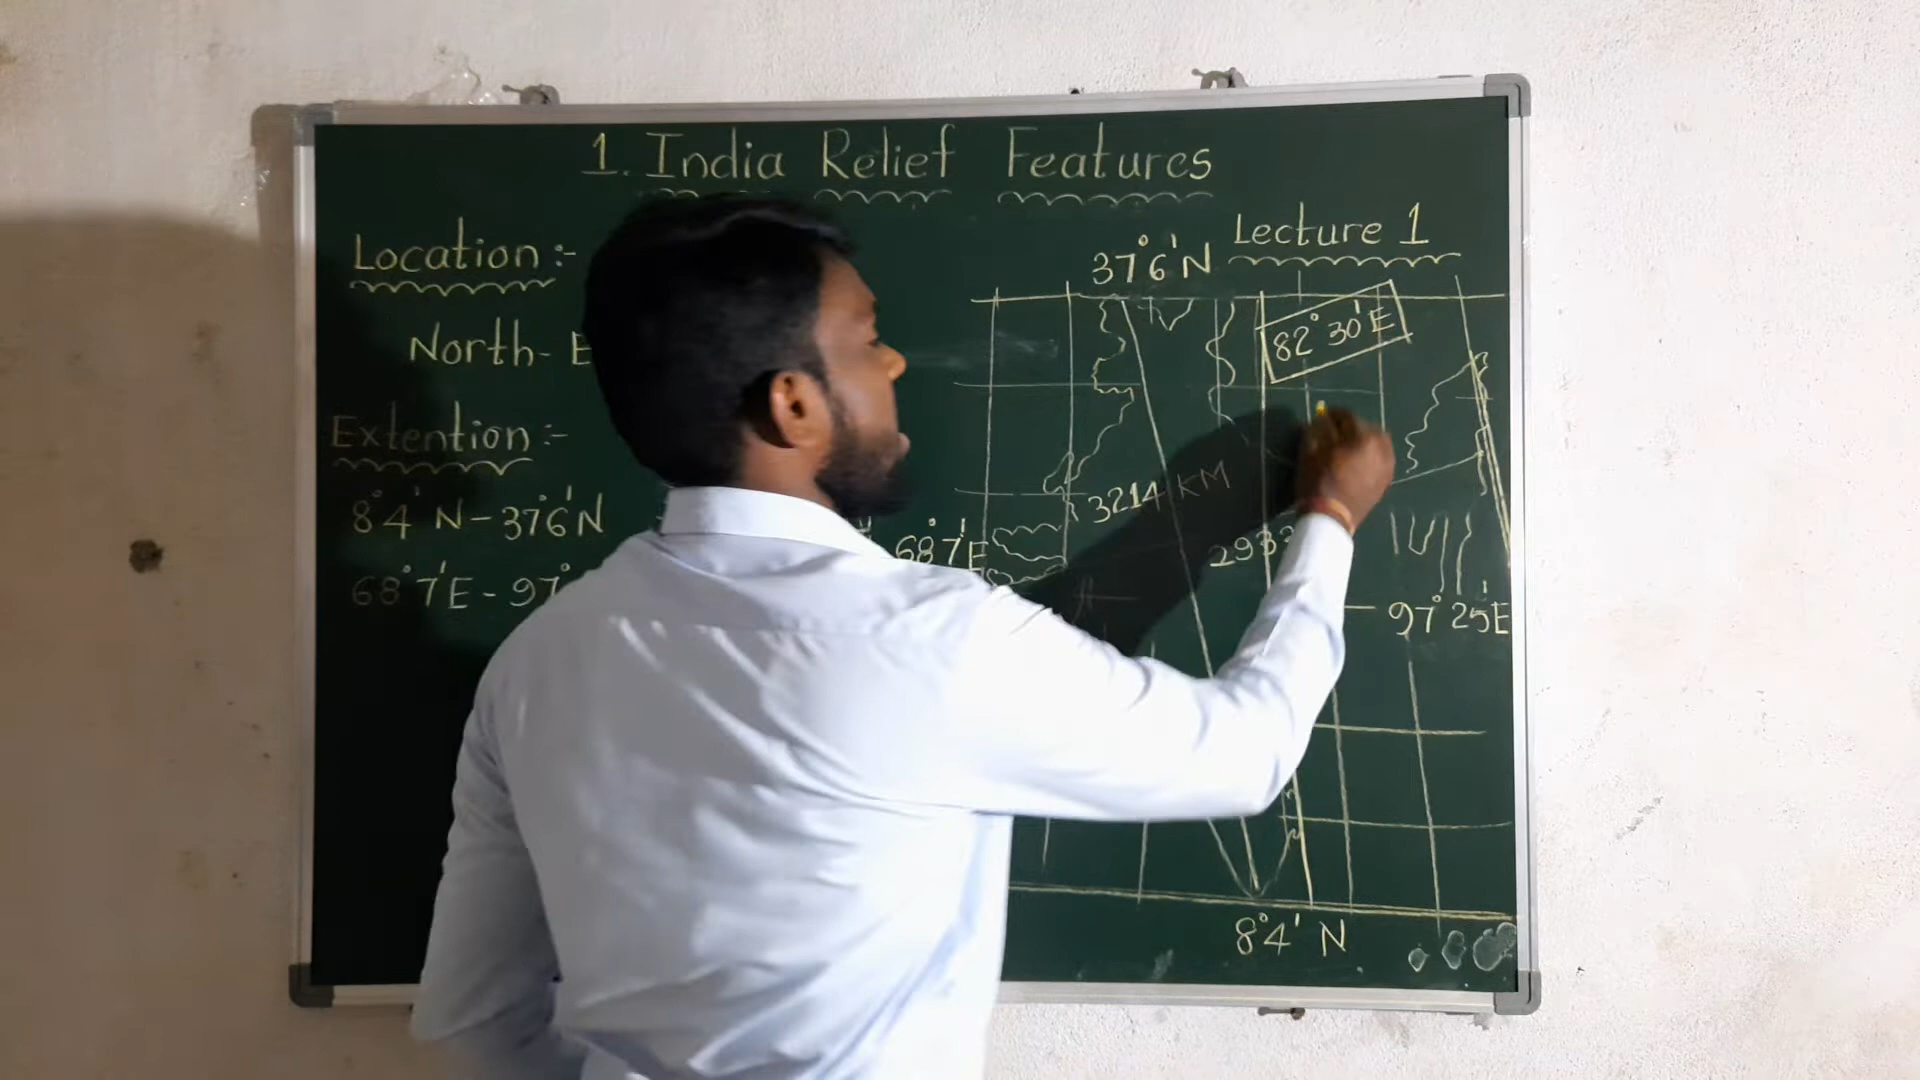 1. India Relief Features
Lecture 1
Location :-
North- E
Extention :-
8°4' N - 37°6' N
68°7'E - 97°
37°6' N
82° 30' E
3214 KM
293
68°7'E
97° 25E
8°4' N